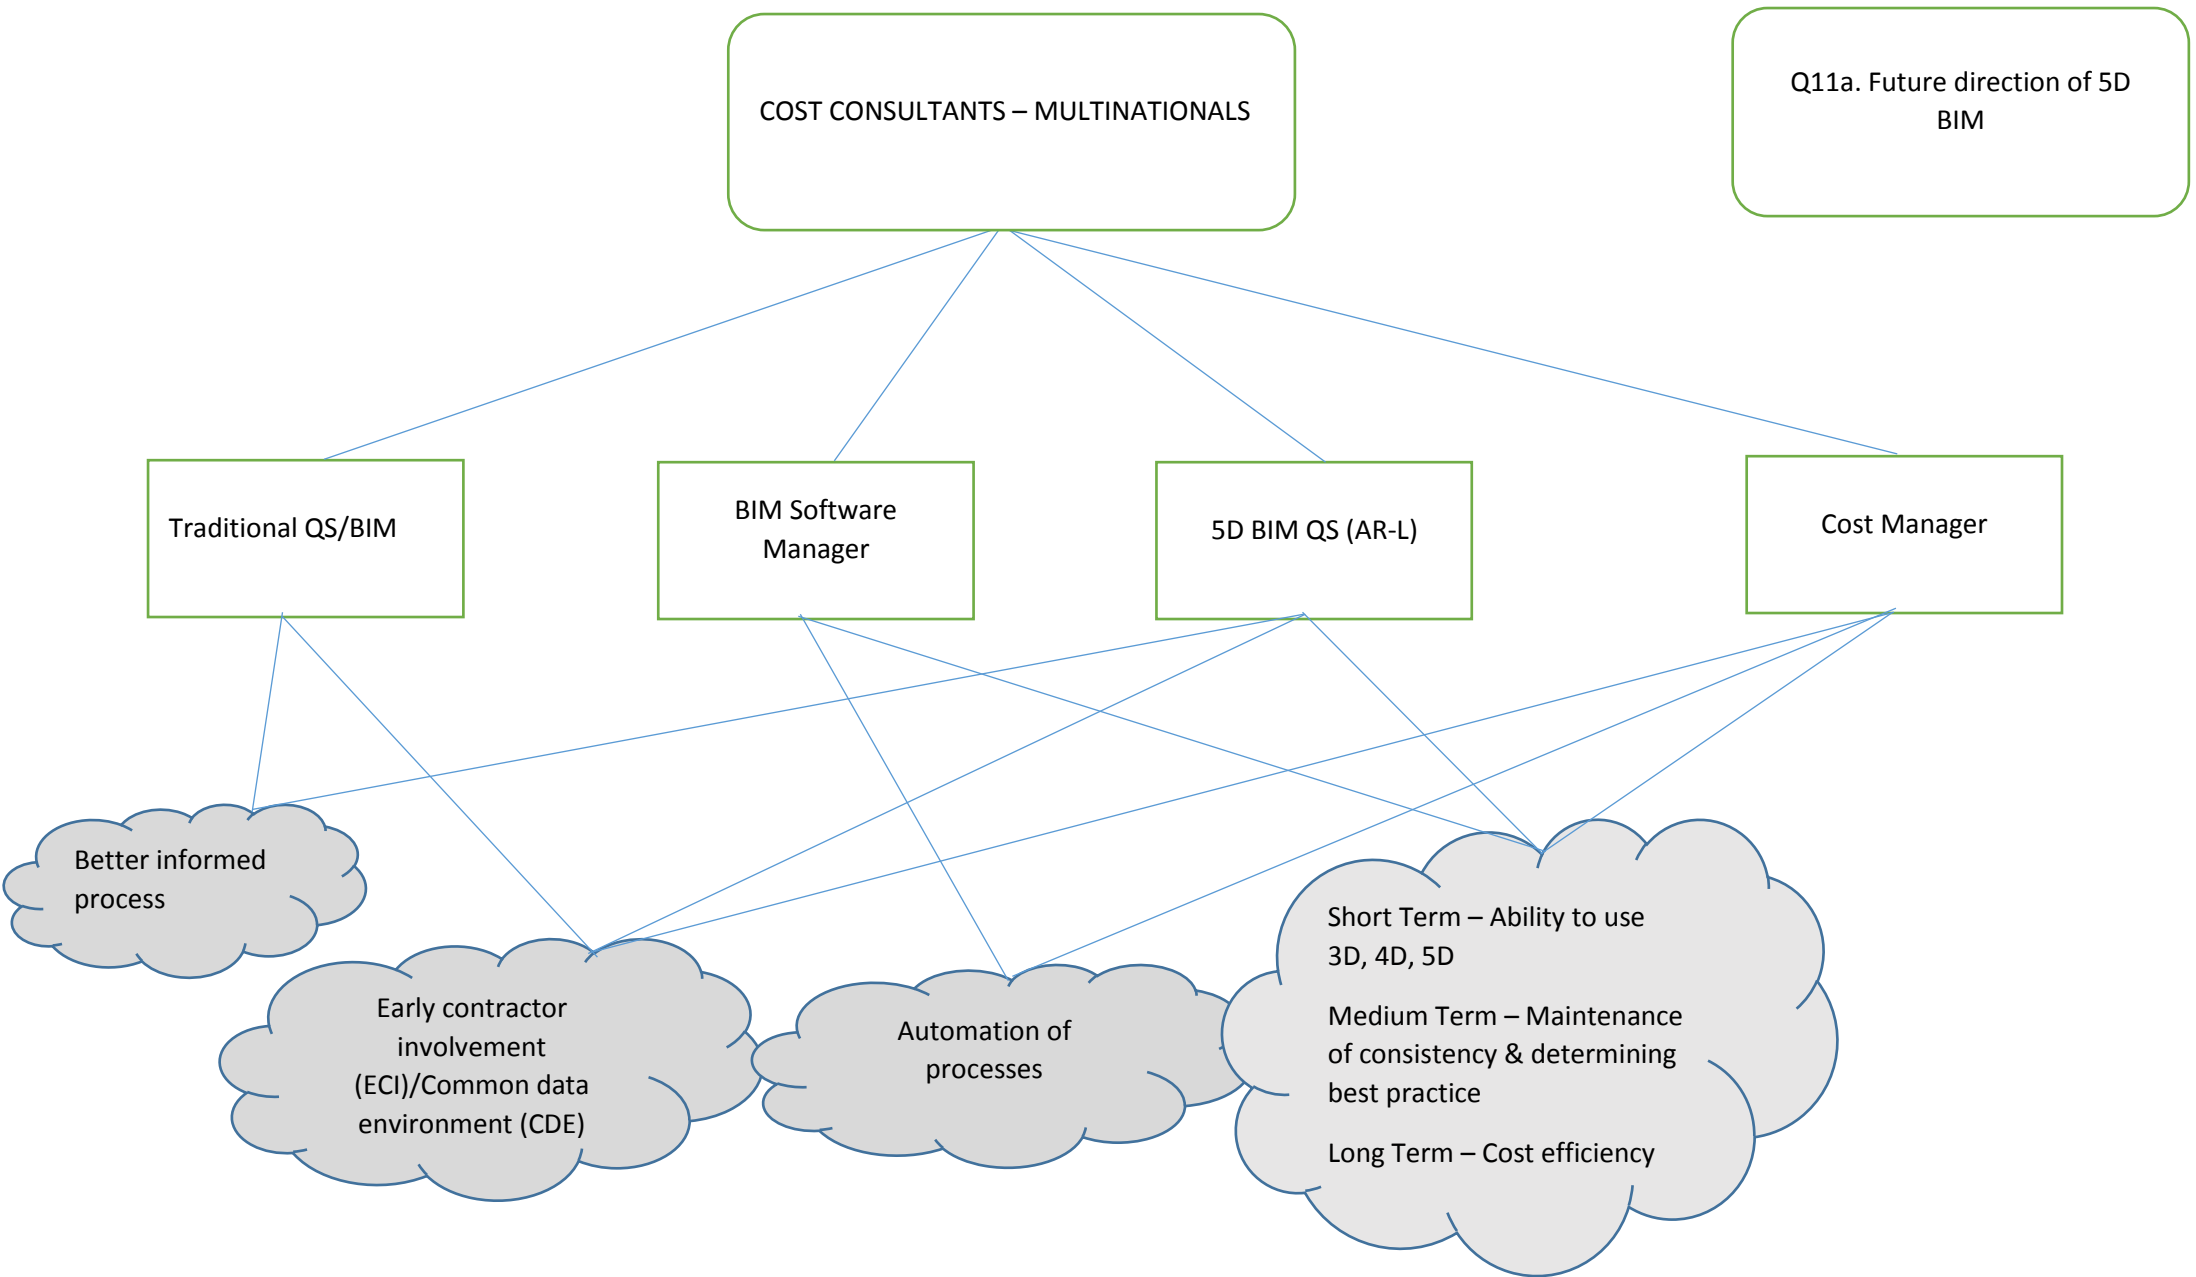 COST CONSULTANTS – MULTINATIONALS
Q11a. Future direction of 5D
BIM
Traditional QS/BIM
BIM Software
Manager
5D BIM QS (AR-L)
Cost Manager
Better informed
process
Early contractor
involvement
(ECI)/Common data
environment (CDE)
Automation of
processes
Short Term – Ability to use
3D, 4D, 5D
Medium Term – Maintenance
of consistency & determining
best practice
Long Term – Cost efficiency